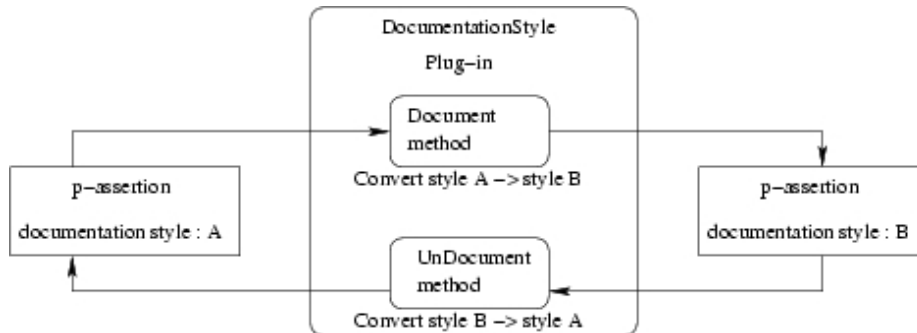 DocumentationStyle
Plug-in
Document
method
Convert style A -> style B
p-assertion
documentation style : A
p-assertion
documentation style : B
UnDocument
method
Convert style B -> style A